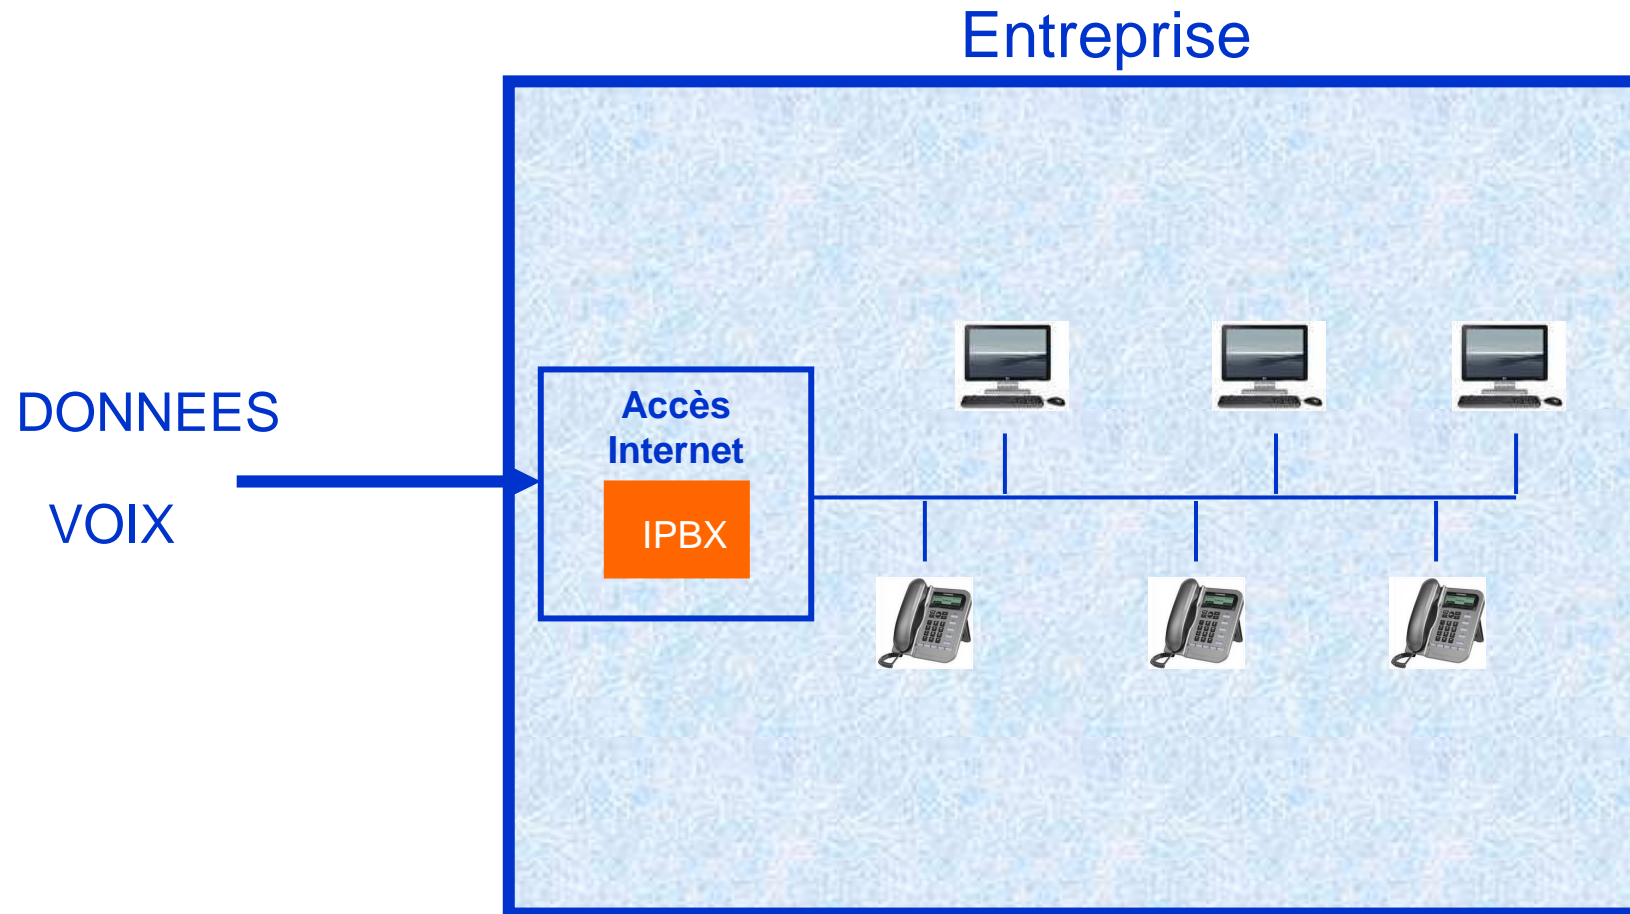 Entreprise
DONNEES
VOIX
Accès
Internet
IPBX